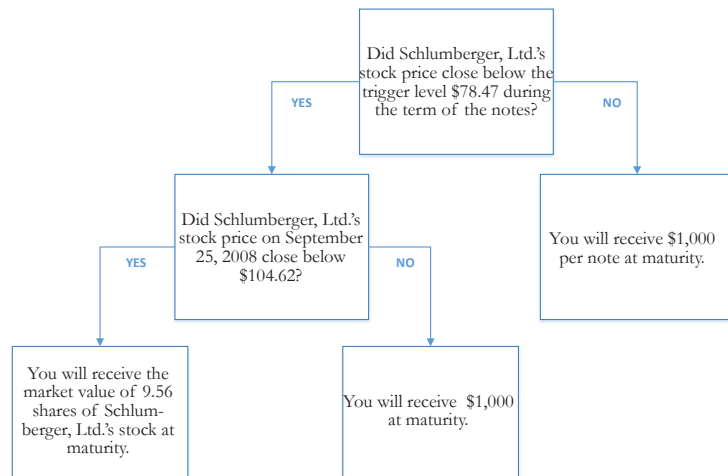 Did Schlumberger, Ltd.'s
stock price close below the
trigger level $78.47 during
the term of the notes?
YES
NO
Did Schlumberger, Ltd.'s
stock price on September
25, 2008 close below
$104.62?
You will receive $1,000
per note at maturity.
YES
NO
You will receive the
market value of 9.56
shares of Schlum-
berger, Ltd.'s stock at
maturity.
You will receive $1,000
at maturity.